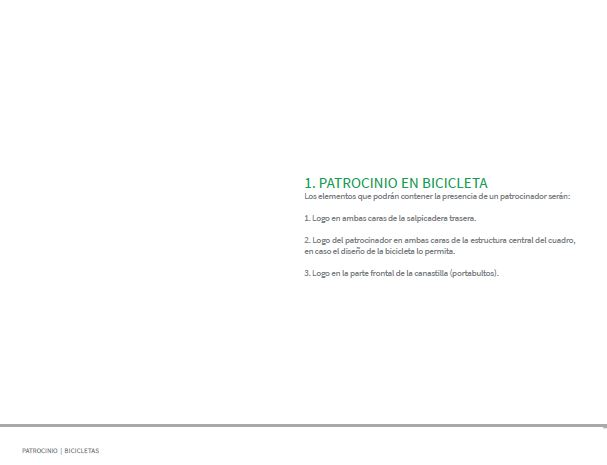 1. PATROCINIO EN BICICLETA
Los elementos que podrán contener la presencia de un patrocinador serán:
1. Logo en ambas caras de la salpicadera trasera.
2. Logo del patrocinador en ambas caras de la estructura central del cuadro,
en caso el diseño de la bicicleta lo permita.
3. Logo en la parte frontal de la canastilla (portabultos).
PATROCINIO | BICICLETAS